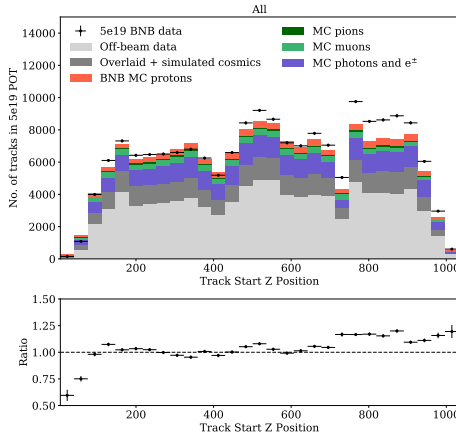 All
5e19 BNB data
Off-beam data
Overlaid + simulated cosmics
BNB MC protons
MC pions
MC muons
MC photons and e±
No. of tracks in 5e19 POT
14000
12000
10000
8000
6000
4000
2000
0
200 400 600 800 1000
Track Start Z Position
Ratio
1.50
1.25
1.00
0.75
0.50
200 400 600 800 1000
Track Start Z Position